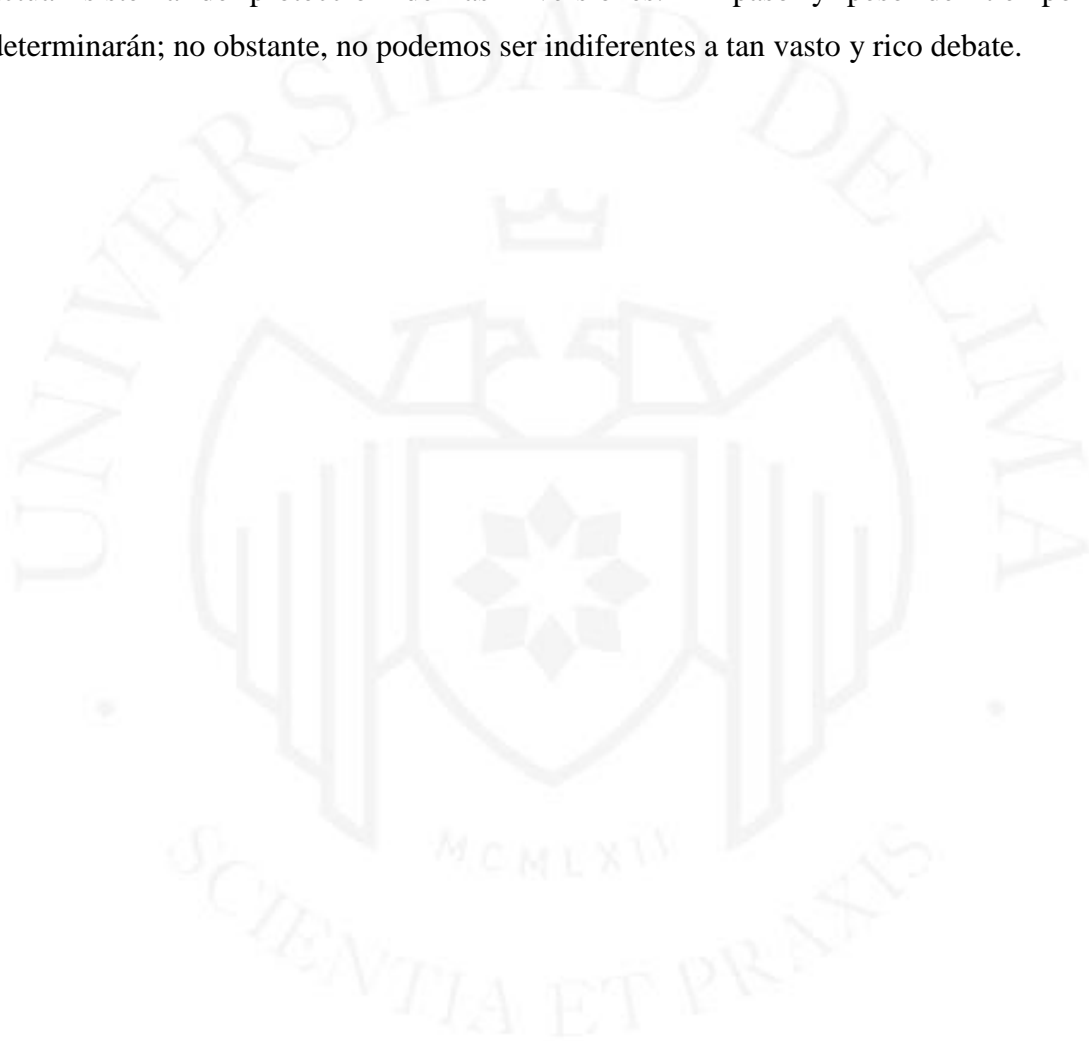 determinarán; no obstante, no podemos ser indiferentes a tan vasto y rico debate.
UNIVERSIDAD DE LIMA
MCMLXII
SCIENTIA ET PRAXIS